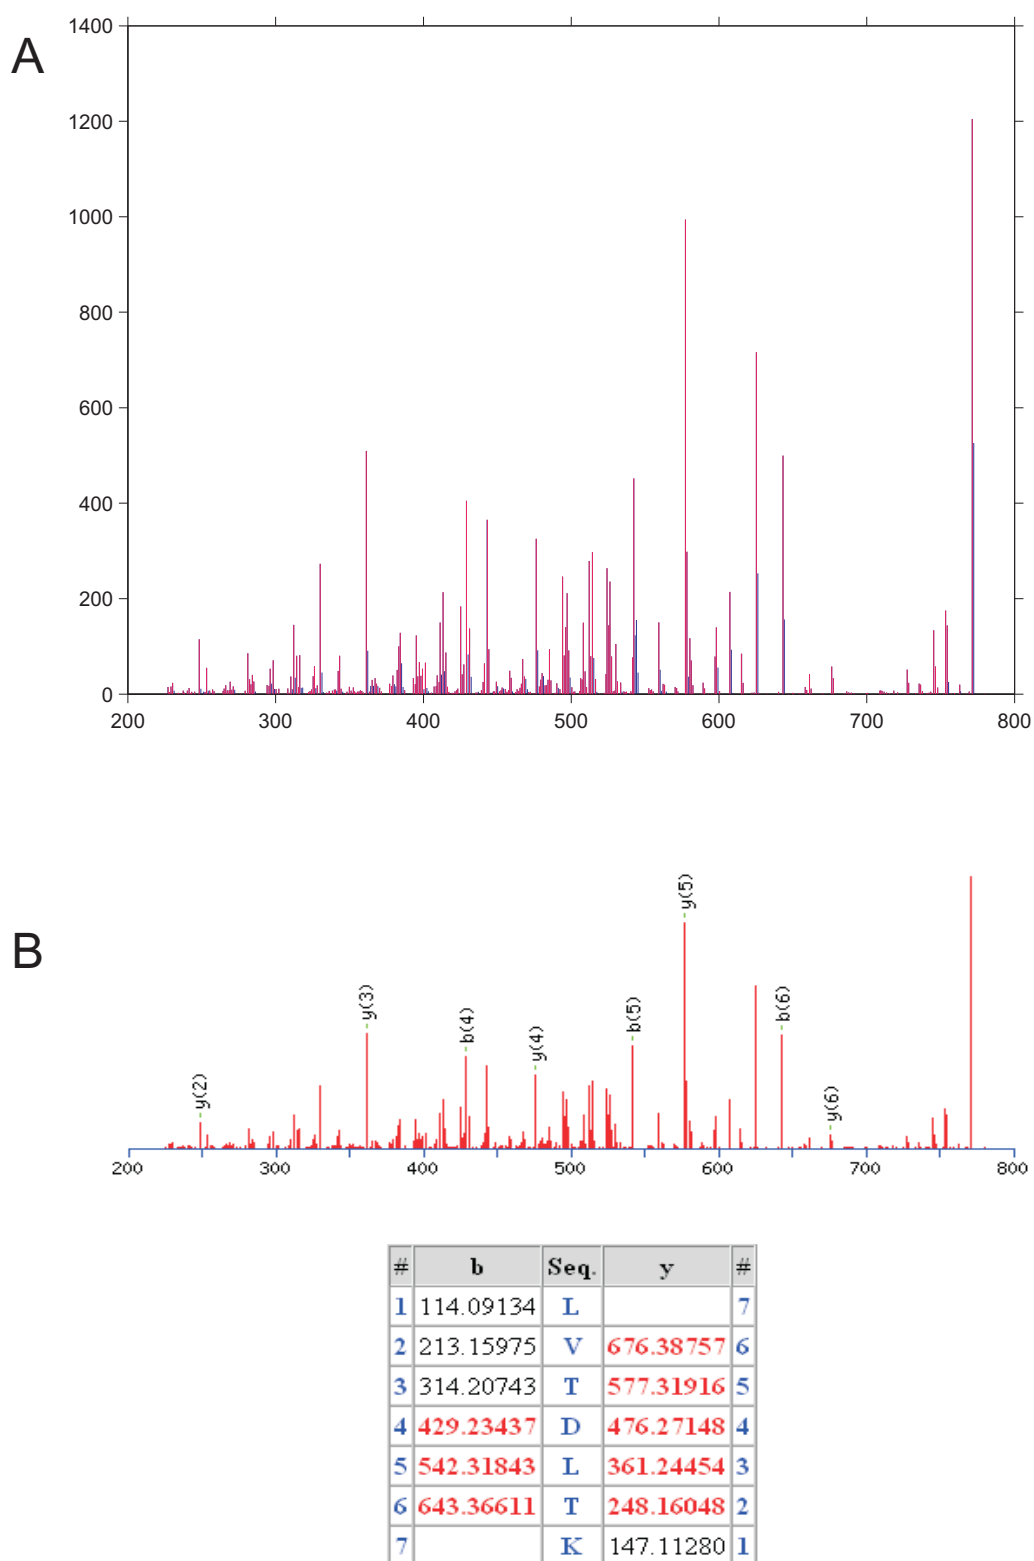 A
1400
1200
1000
800
600
400
200
0
200 300 400 500 600 700 800
B
y(2) y(3) b(4) y(4) b(5) y(5) b(6) y(6)
200 300 400 500 600 700 800
# b Seq. y #
1 114.09134 L 7
2 213.15975 V 676.38757 6
3 314.20743 T 577.31916 5
4 429.23437 D 476.27148 4
5 542.31843 L 361.24454 3
6 643.36611 T 248.16048 2
7 K 147.11280 1